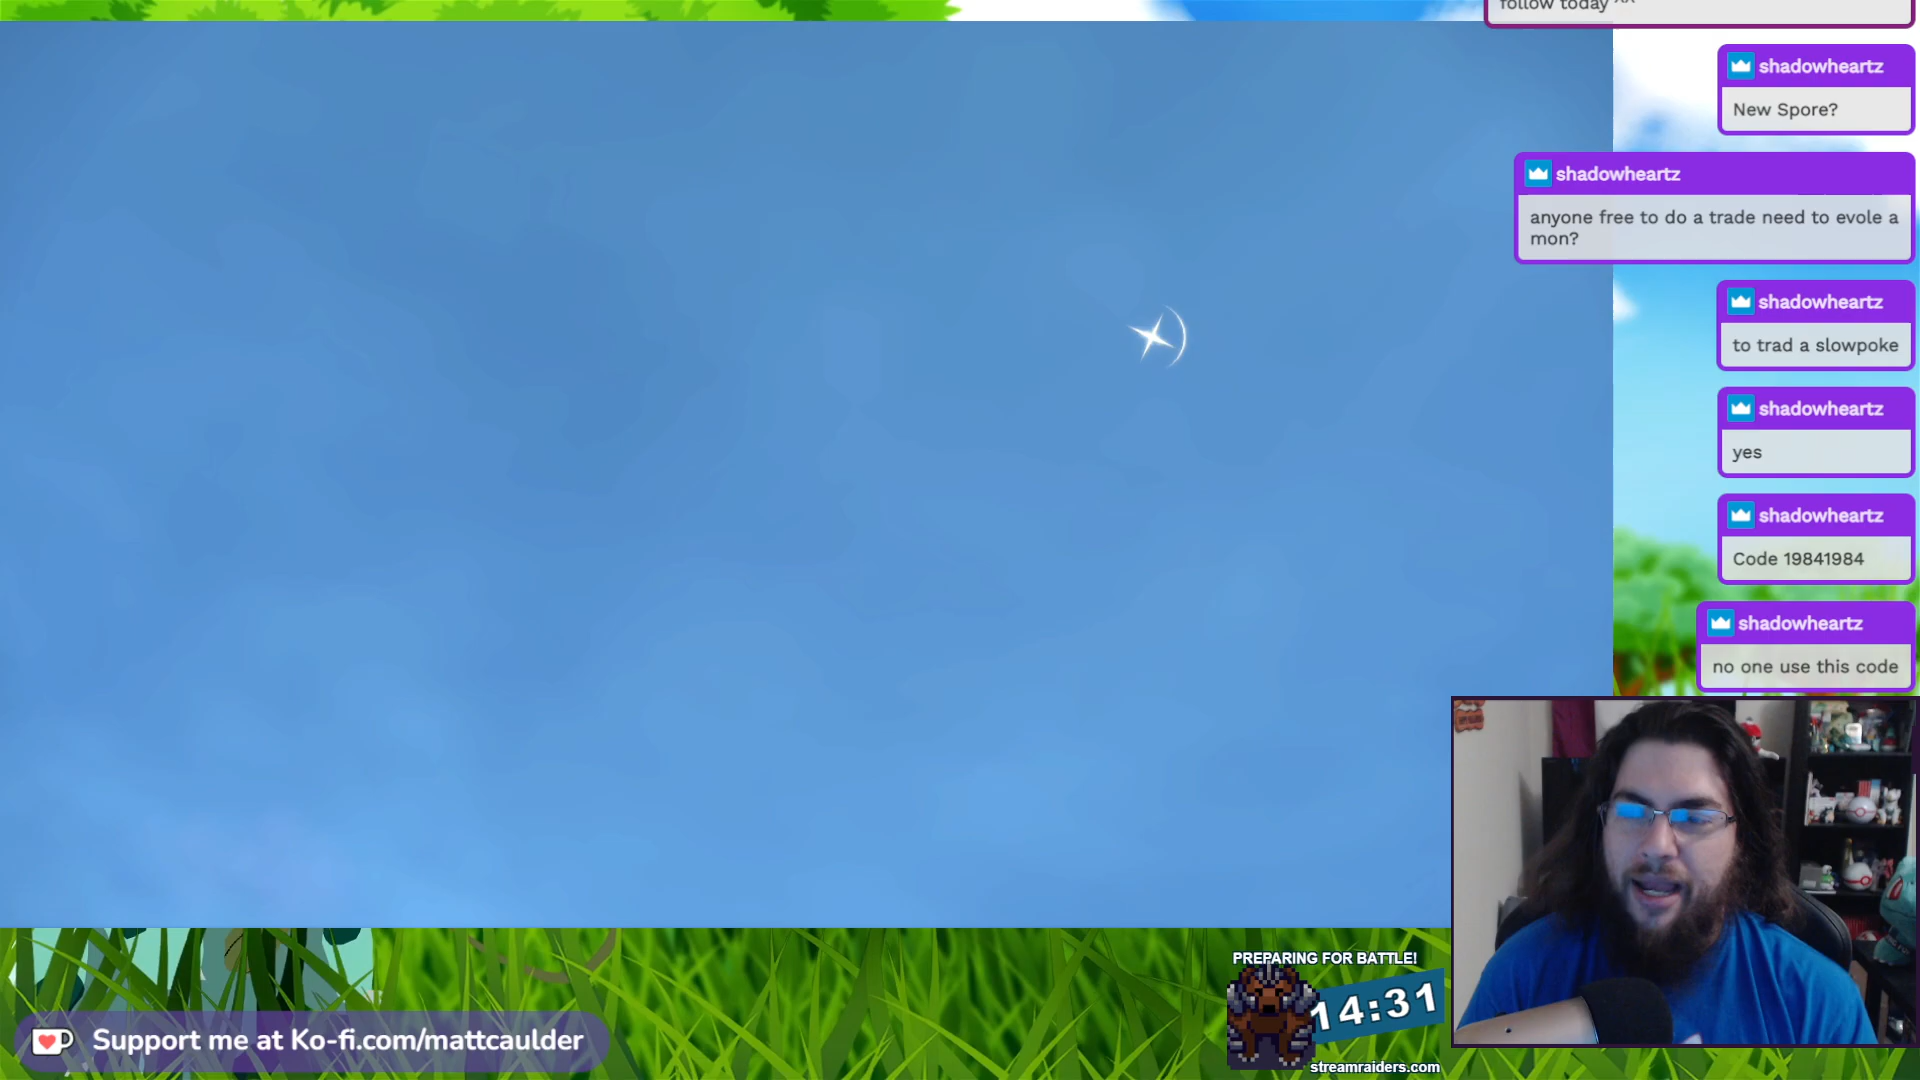 follow today ^^
shadowheartz
New Spore?
shadowheartz
anyone free to do a trade need to evole a
mon?
shadowheartz
to trad a slowpoke
shadowheartz
yes
shadowheartz
Code 19841984
shadowheartz
no one use this code
PREPARING FOR BATTLE!
14:31
streamraiders.com
Support me at Ko-fi.com/mattcaulder